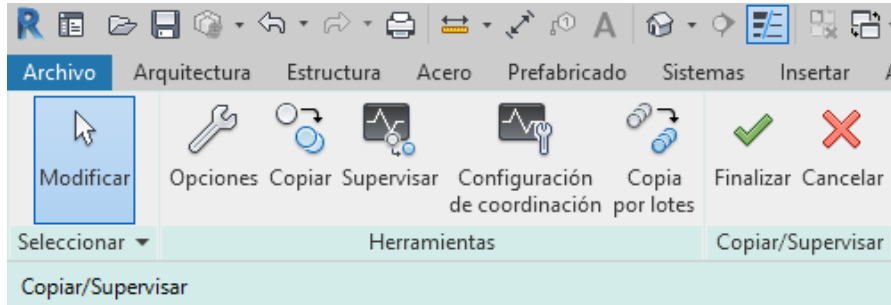 R
A
Archivo Arquitectura Estructura Acero Prefabricado Sistemas Insertar
Modificar Opciones Copiar Supervisar Configuración de coordinación Copia por lotes Finalizar Cancelar
Seleccionar Herramientas Copiar/Supervisar
Copiar/Supervisar